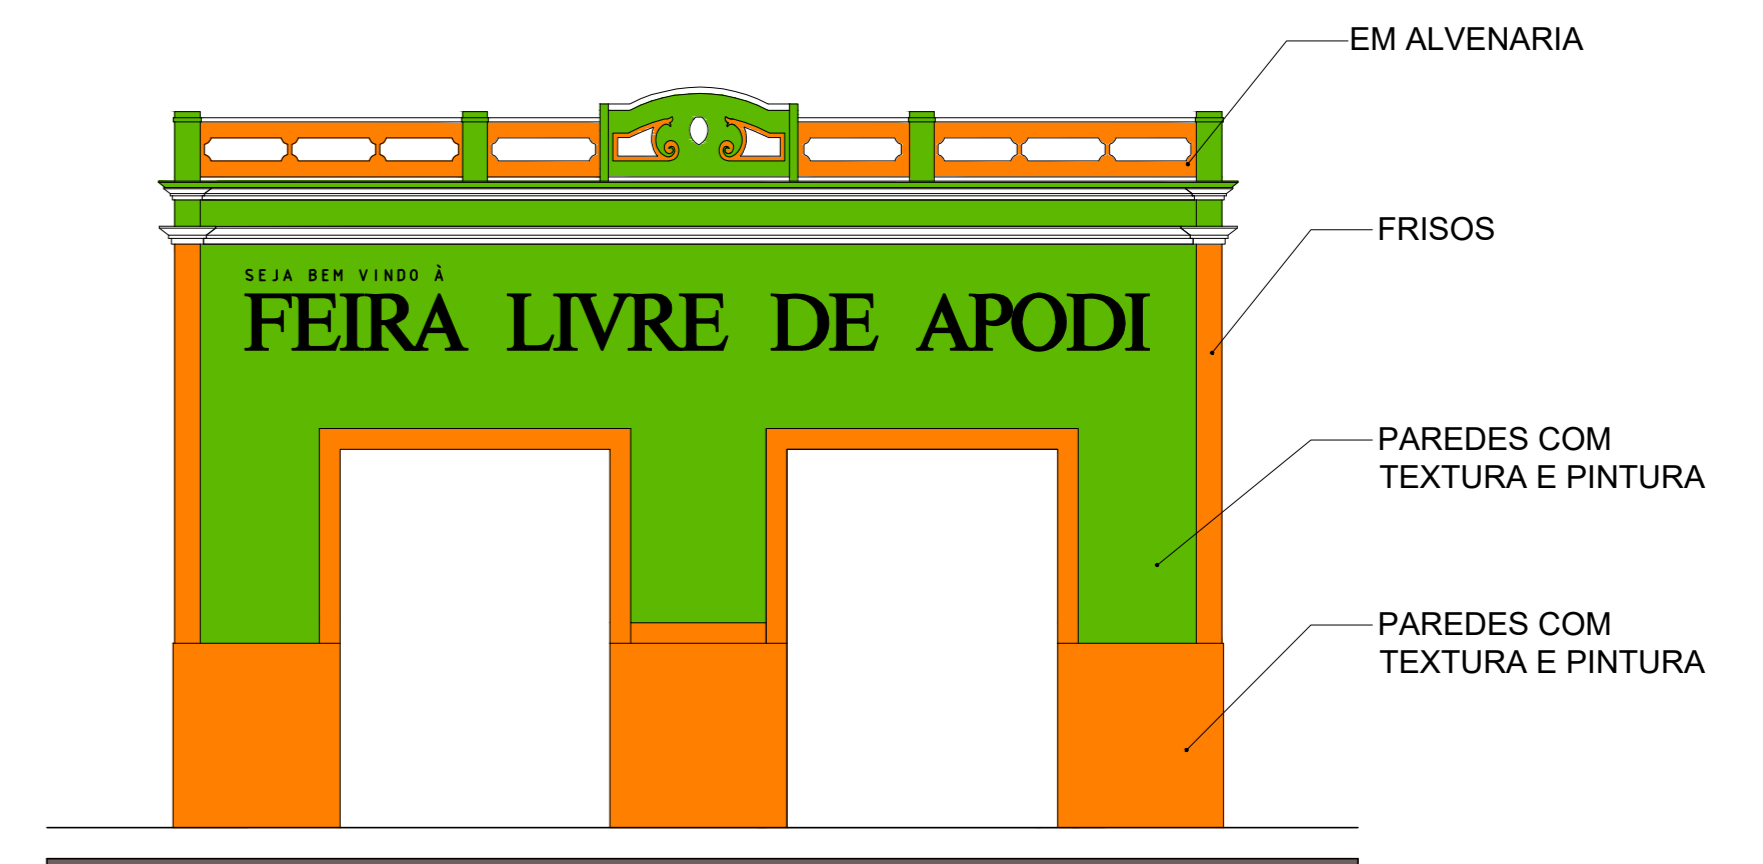 EM ALVENARIA
FRISOS
SEJA BEM VINDO À
FEIRA LIVRE DE APODI
PAREDES COM
TEXTURA E PINTURA
PAREDES COM
TEXTURA E PINTURA